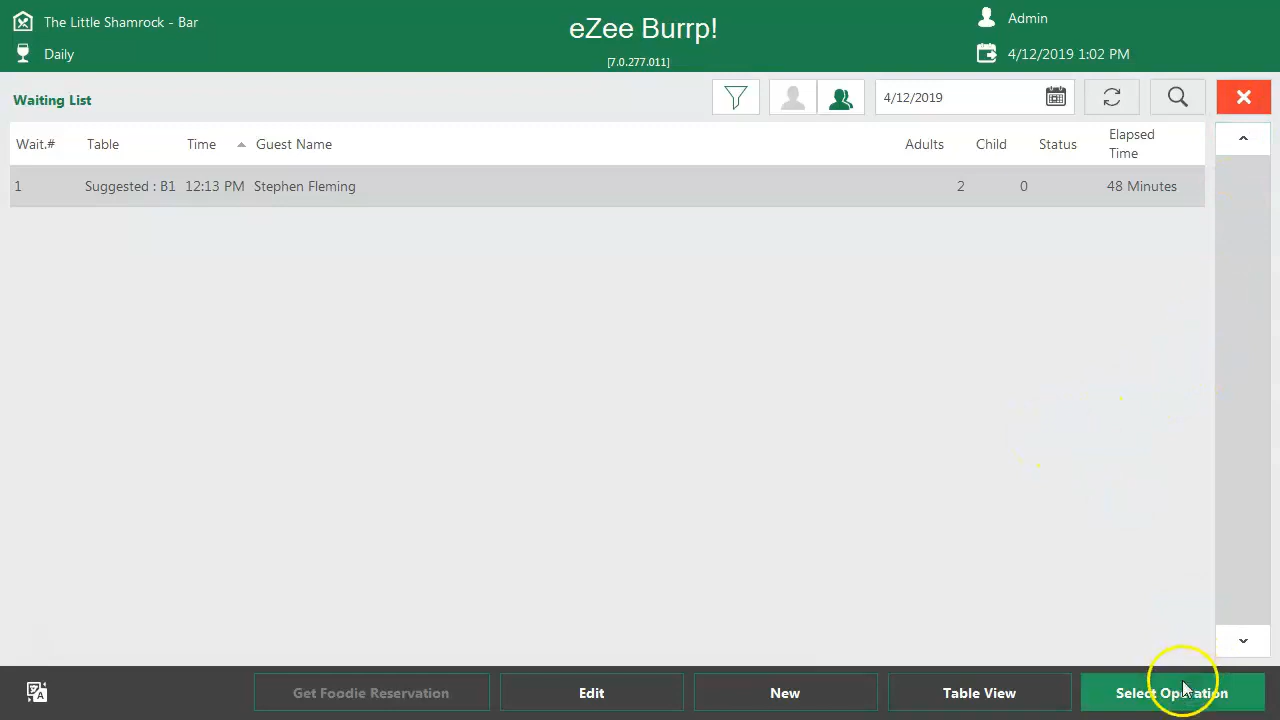 The Little Shamrock - Bar
Daily
eZee Burrp!
[7.0.277.011]
Admin
4/12/2019 1:02 PM
Waiting List
4/12/2019
Wait.# Table Time Guest Name Adults Child Status Elapsed Time
1 Suggested : B1 12:13 PM Stephen Fleming 2 0 48 Minutes
Get Foodie Reservation Edit New Table View Select Operation